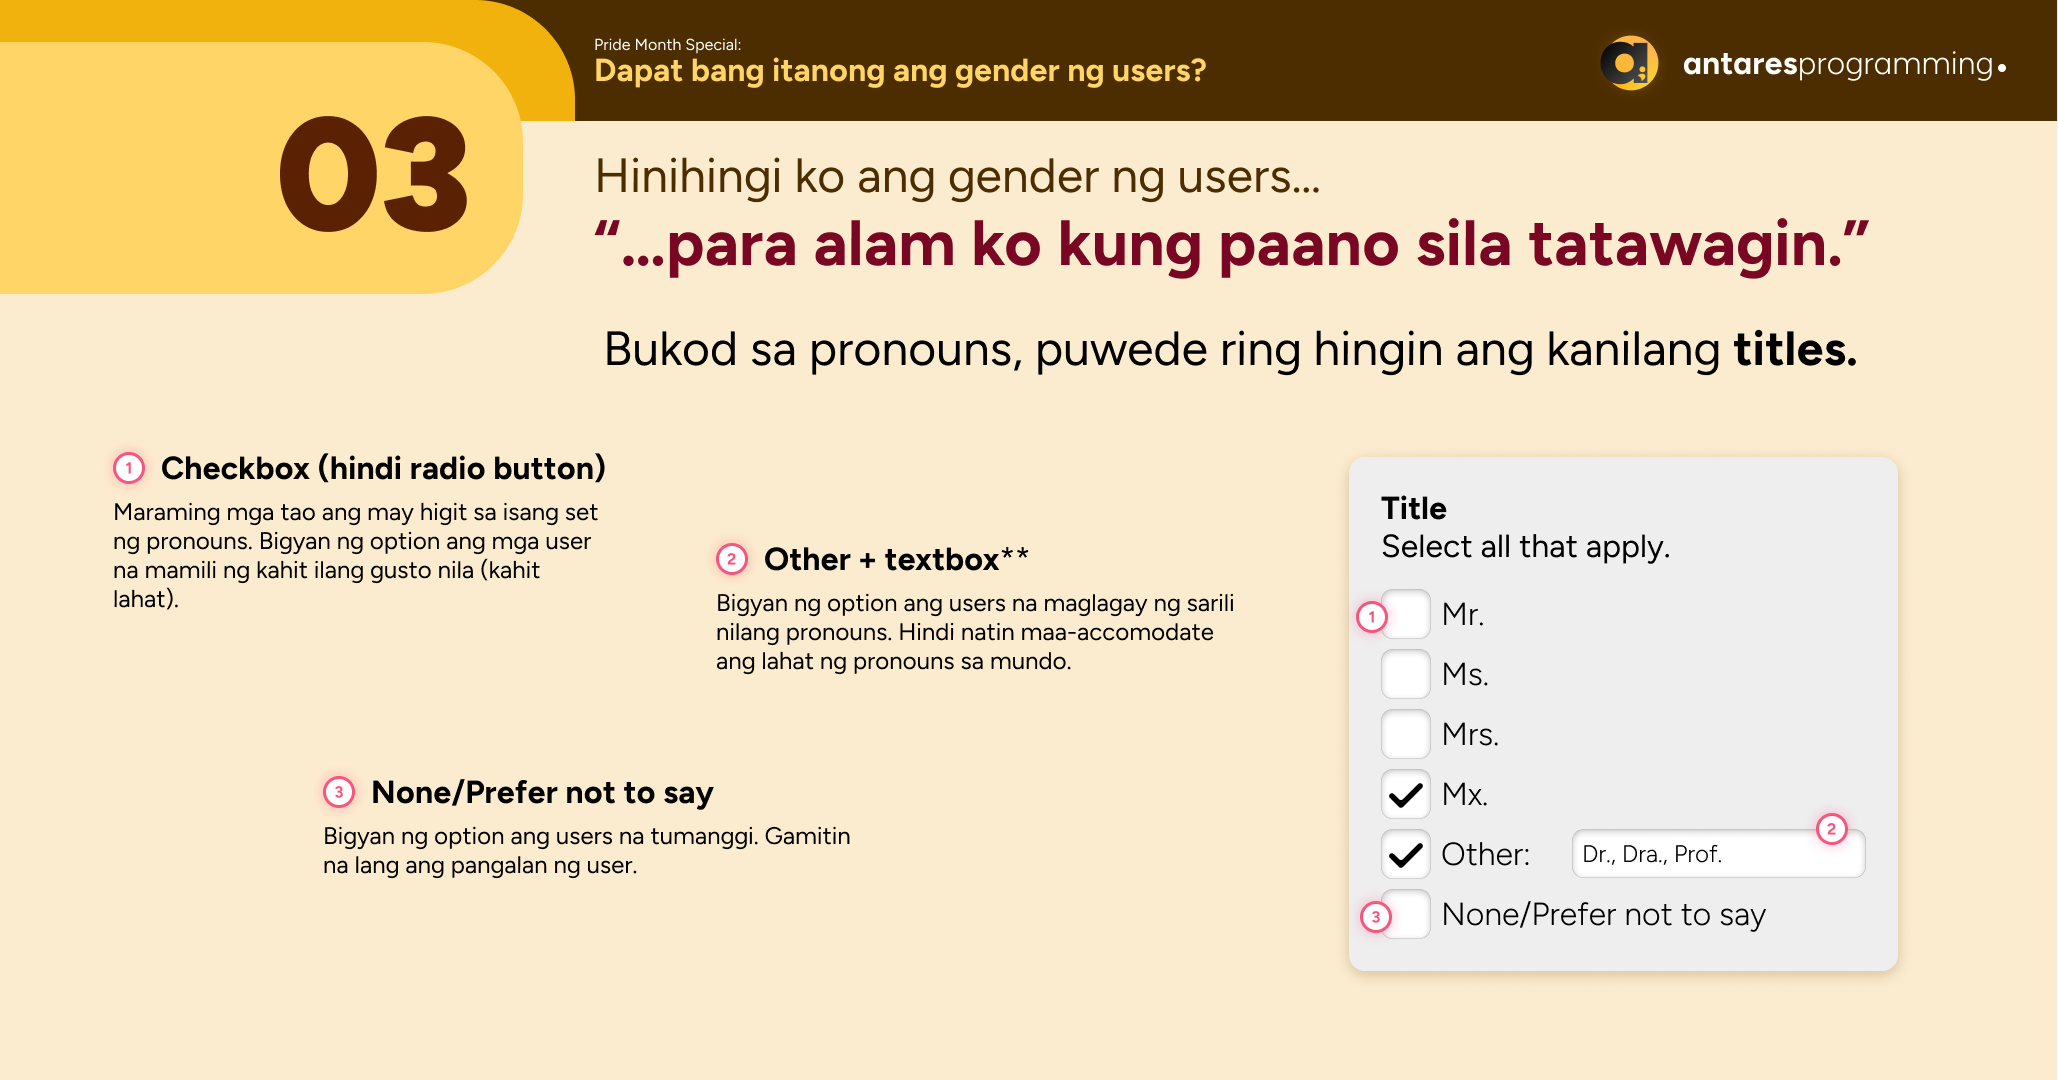 Pride Month Special:
Dapat bang itanong ang gender ng users?
antaresprogramming.
03
Hinihingi ko ang gender ng users...
“...para alam ko kung paano sila tatawagin.”
Bukod sa pronouns, puwede ring hingin ang kanilang titles.
1 Checkbox (hindi radio button)
Maraming mga tao ang may higit sa isang set
ng pronouns. Bigyan ng option ang mga user
na mamili ng kahit ilang gusto nila (kahit
lahat).
2 Other + textbox**
Bigyan ng option ang users na maglagay ng sarili
nilang pronouns. Hindi natin maa-accomodate
ang lahat ng pronouns sa mundo.
3 None/Prefer not to say
Bigyan ng option ang users na tumanggi. Gamitin
na lang ang pangalan ng user.
Title
Select all that apply.
1 Mr.
Ms.
Mrs.
Mx.
Other: Dr., Dra., Prof. 2
3 None/Prefer not to say